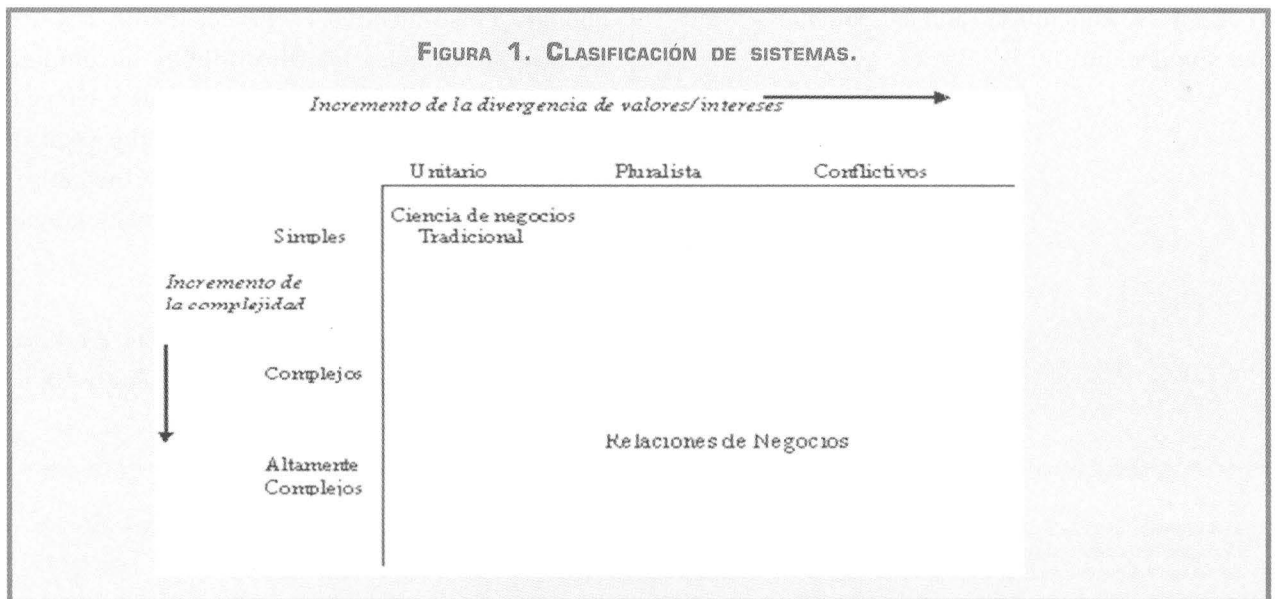 FIGURA 1. CLASIFICACIÓN DE SISTEMAS.
Incremento de la divergencia de valores/intereses
Unitario Pluralista Conflictivos
Ciencia de negocios
Simples Tradicional
Incremento de
la complejidad
Complejos
Relaciones de Negocios
Altamente
Complejos